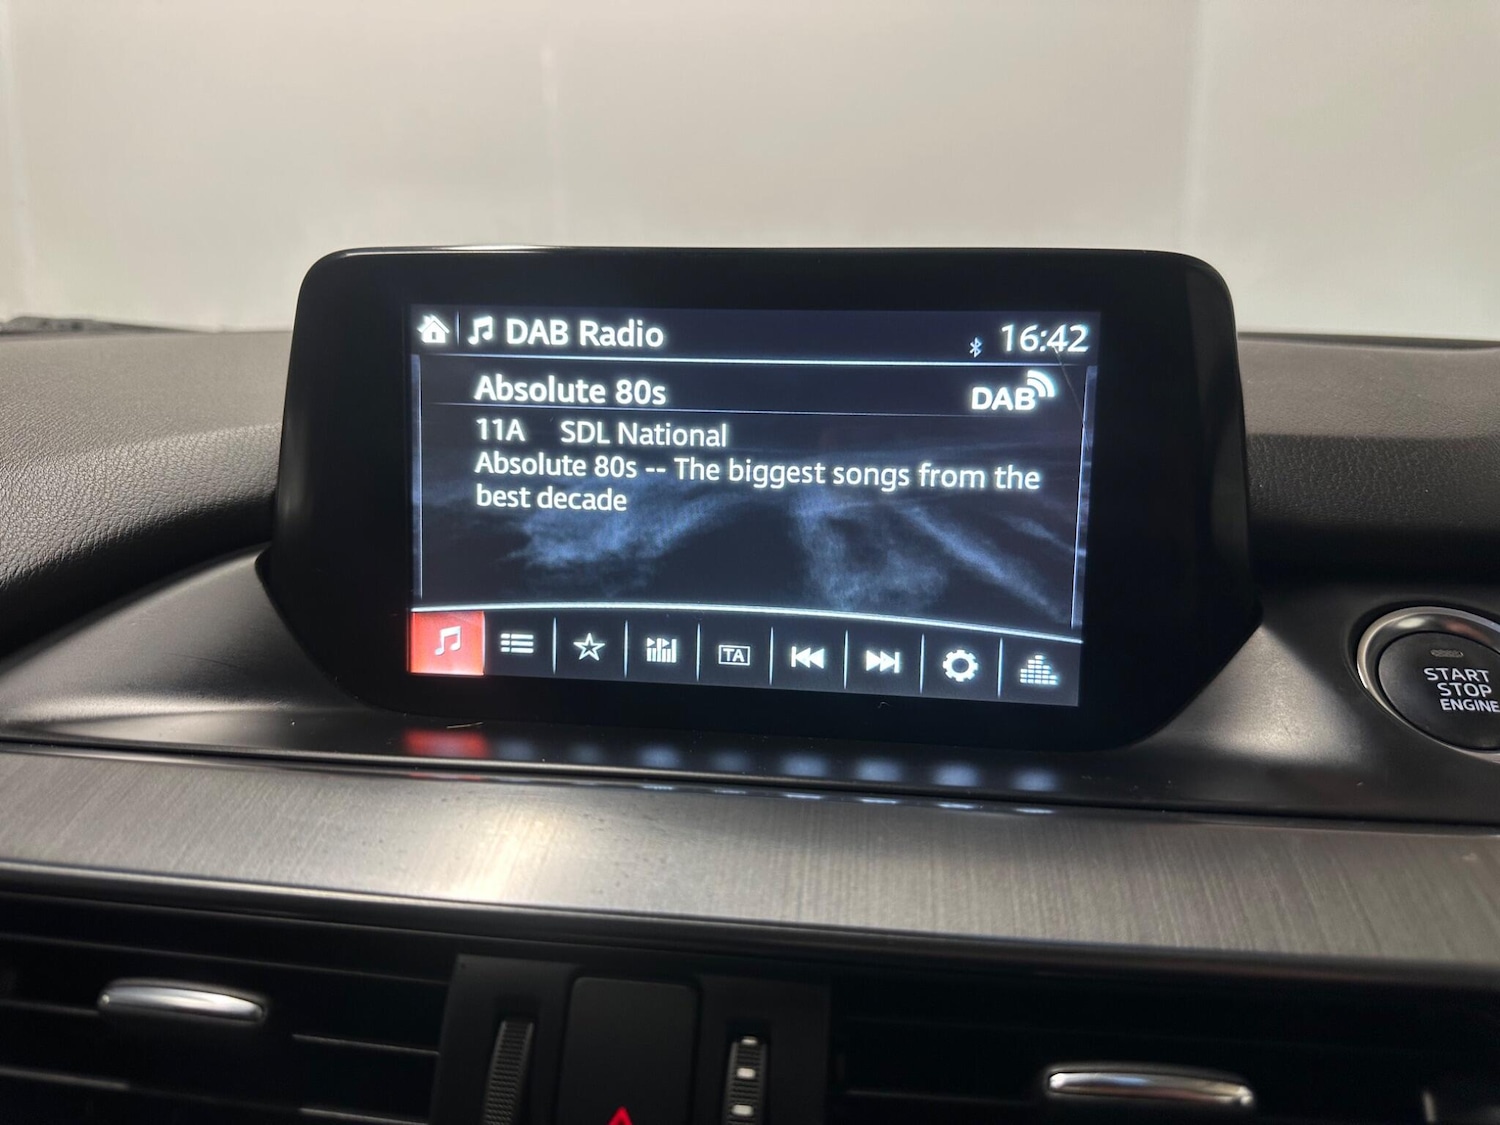 DAB Radio
16:42
Absolute 80s
DAB
11A SDL National
Absolute 80s -- The biggest songs from the
best decade
TA
START
STOP
ENGINE